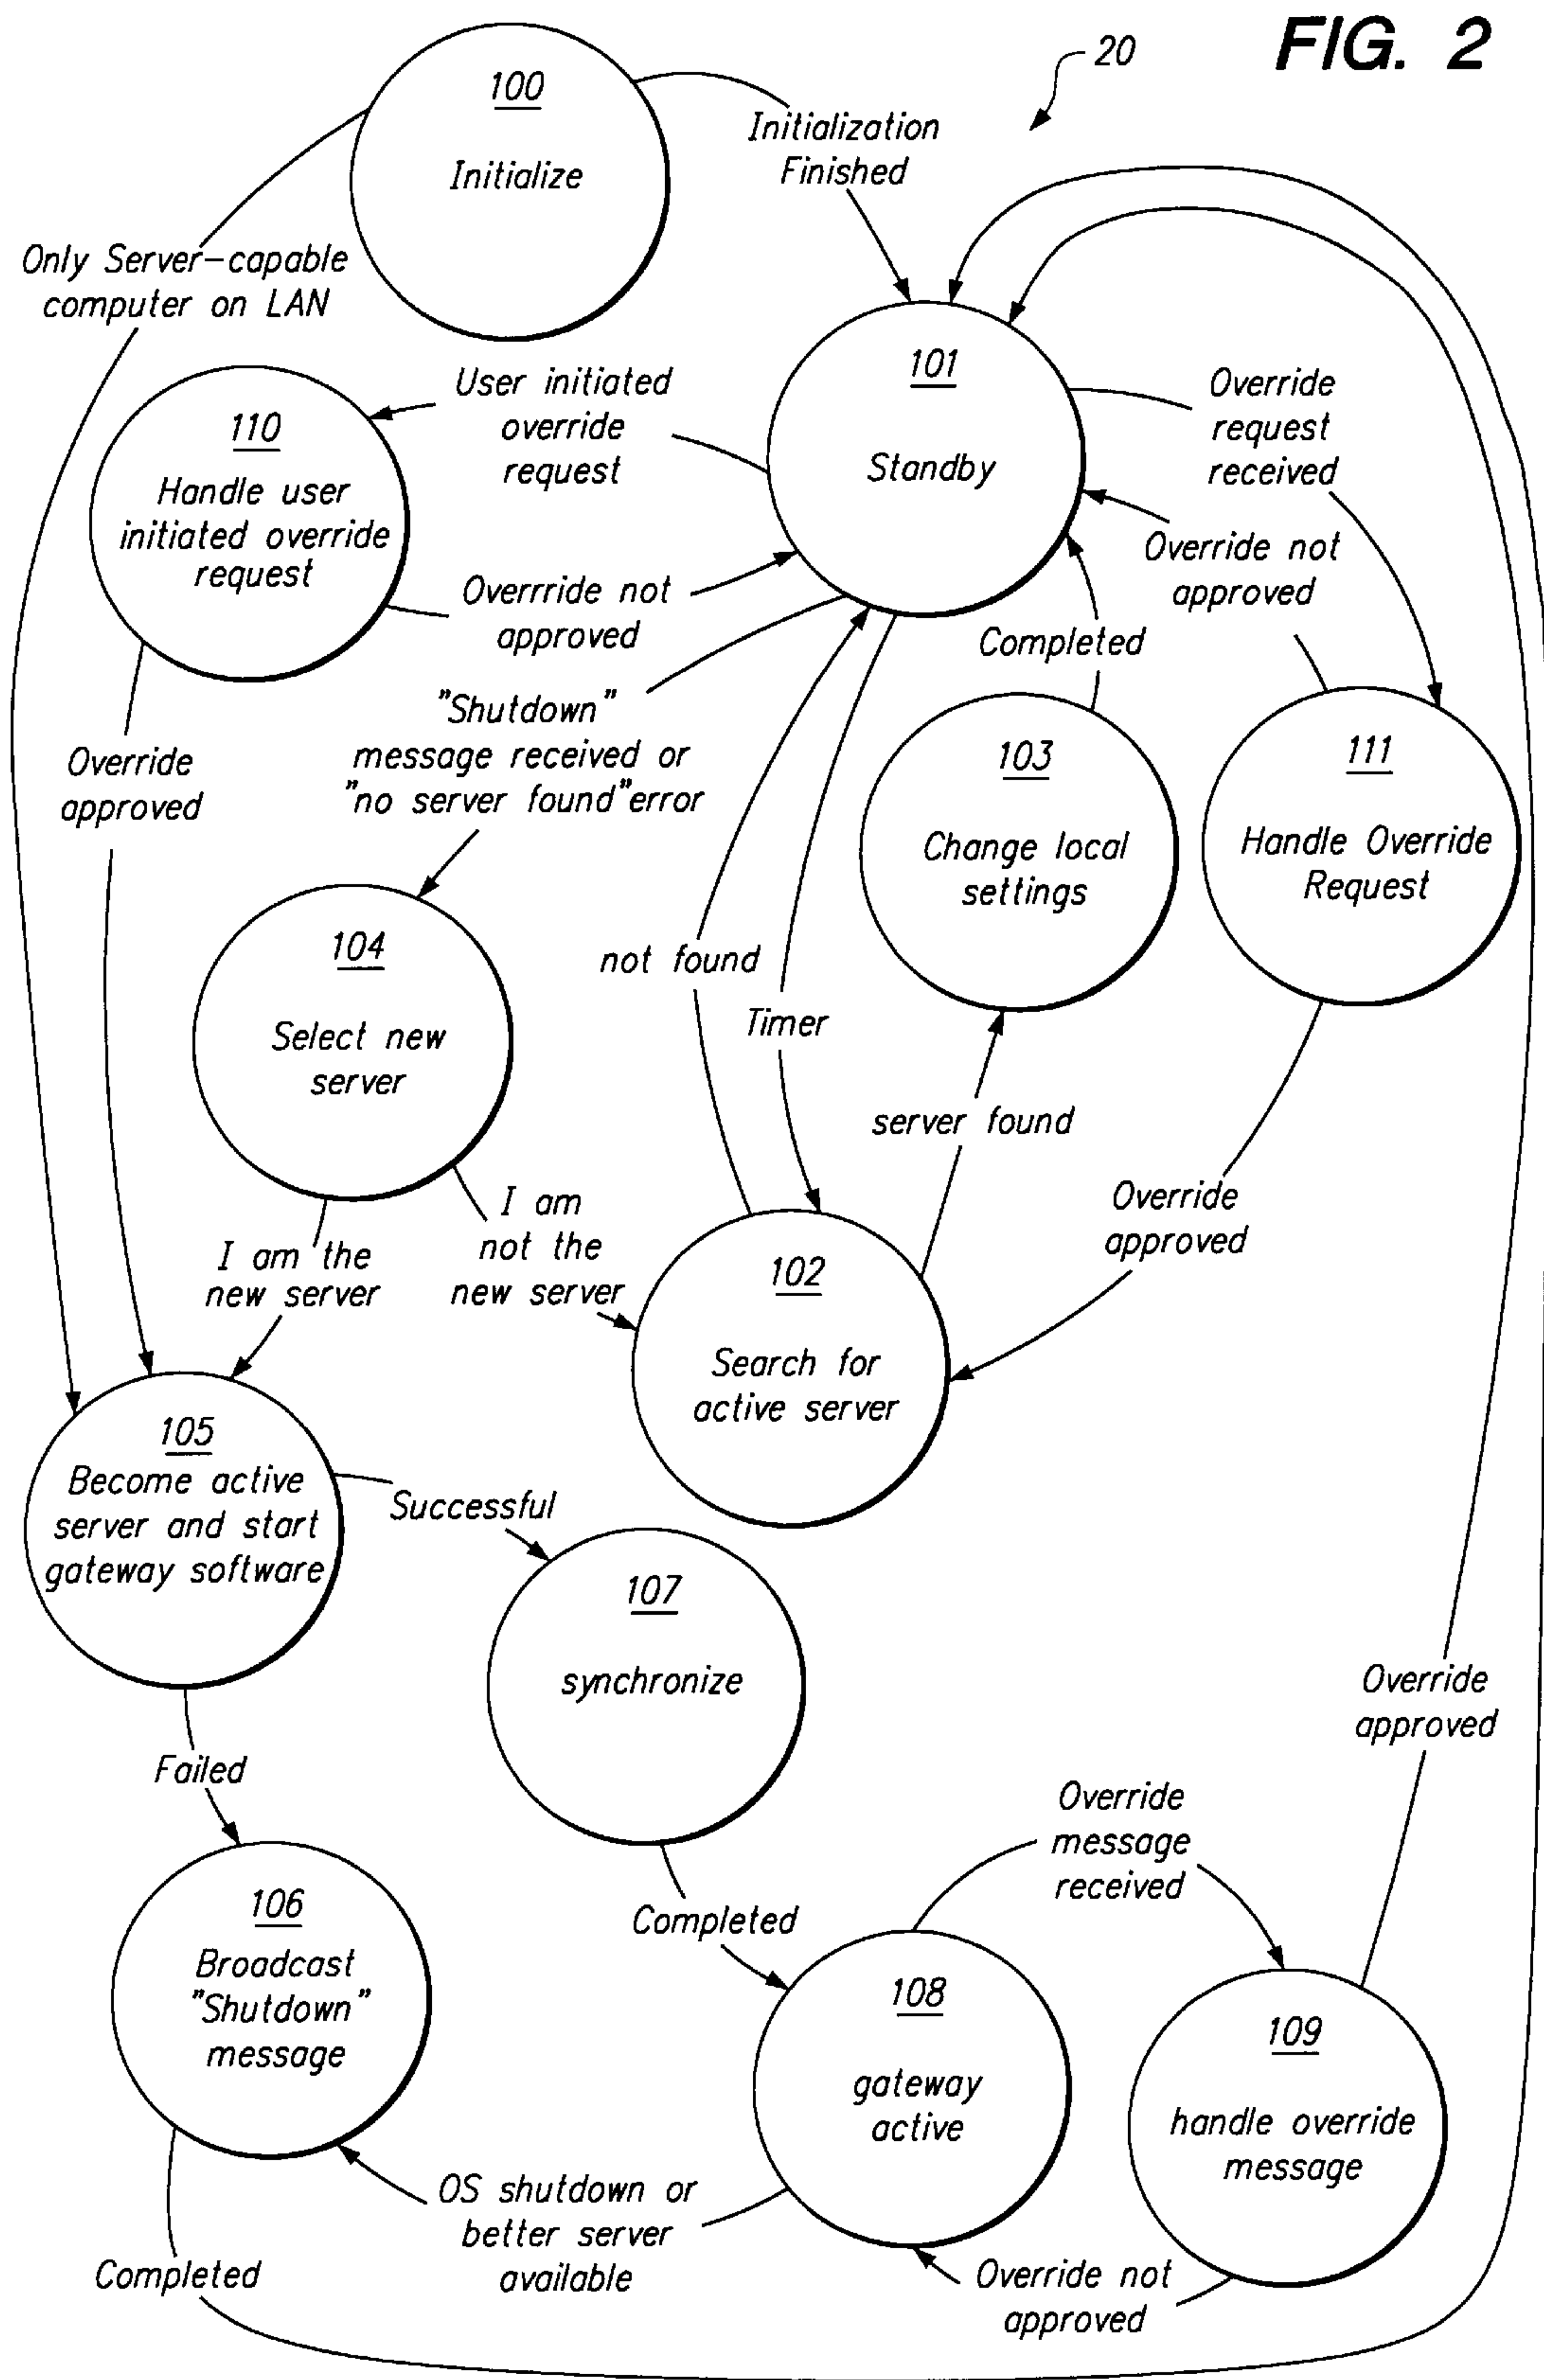 FIG. 2
20
100
Initialize
Initialization
Finished
Only Server-capable
computer on LAN
101
Standby
User initiated
override
request
Override
request
received
110
Handle user
initiated override
request
Overrride not
approved
Override not
approved
Completed
"Shutdown"
message received or
"no server found"error
Override
approved
103
Change local
settings
111
Handle Override
Request
104
Select new
server
not found
Timer
server found
Override
approved
I am the
new server
I am
not the
new server
102
Search for
active server
105
Become active
server and start
gateway software
Successful
107
synchronize
Failed
Override
approved
Override
message
received
106
Broadcast
"Shutdown"
message
Completed
108
gateway
active
109
handle override
message
OS shutdown or
better server
available
Override not
approved
Completed